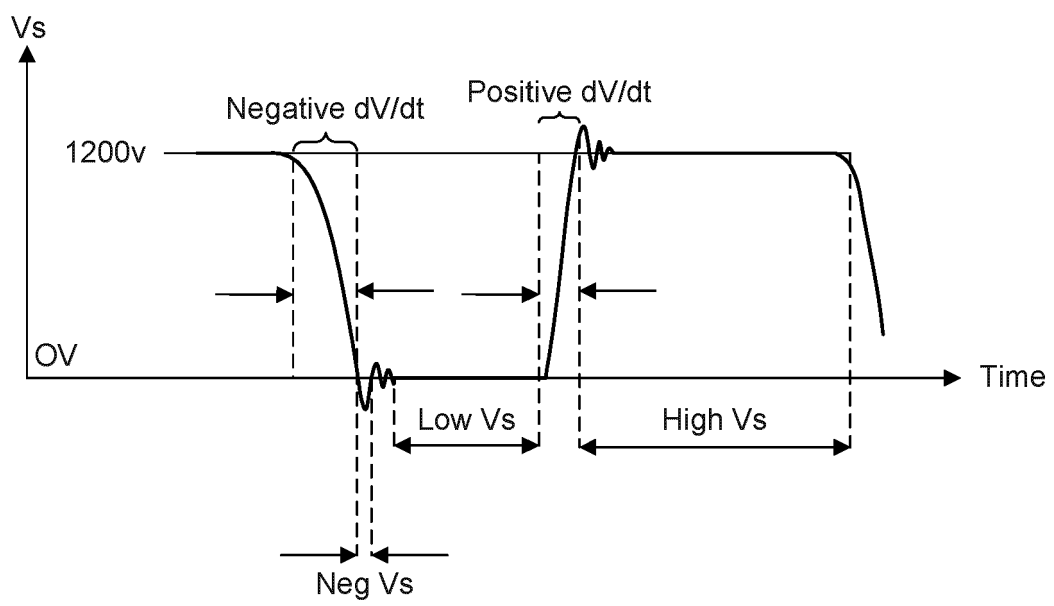 Vs
Positive dV/dt
Negative dV/dt
1200v
OV
Time
Low Vs
High Vs
Neg Vs